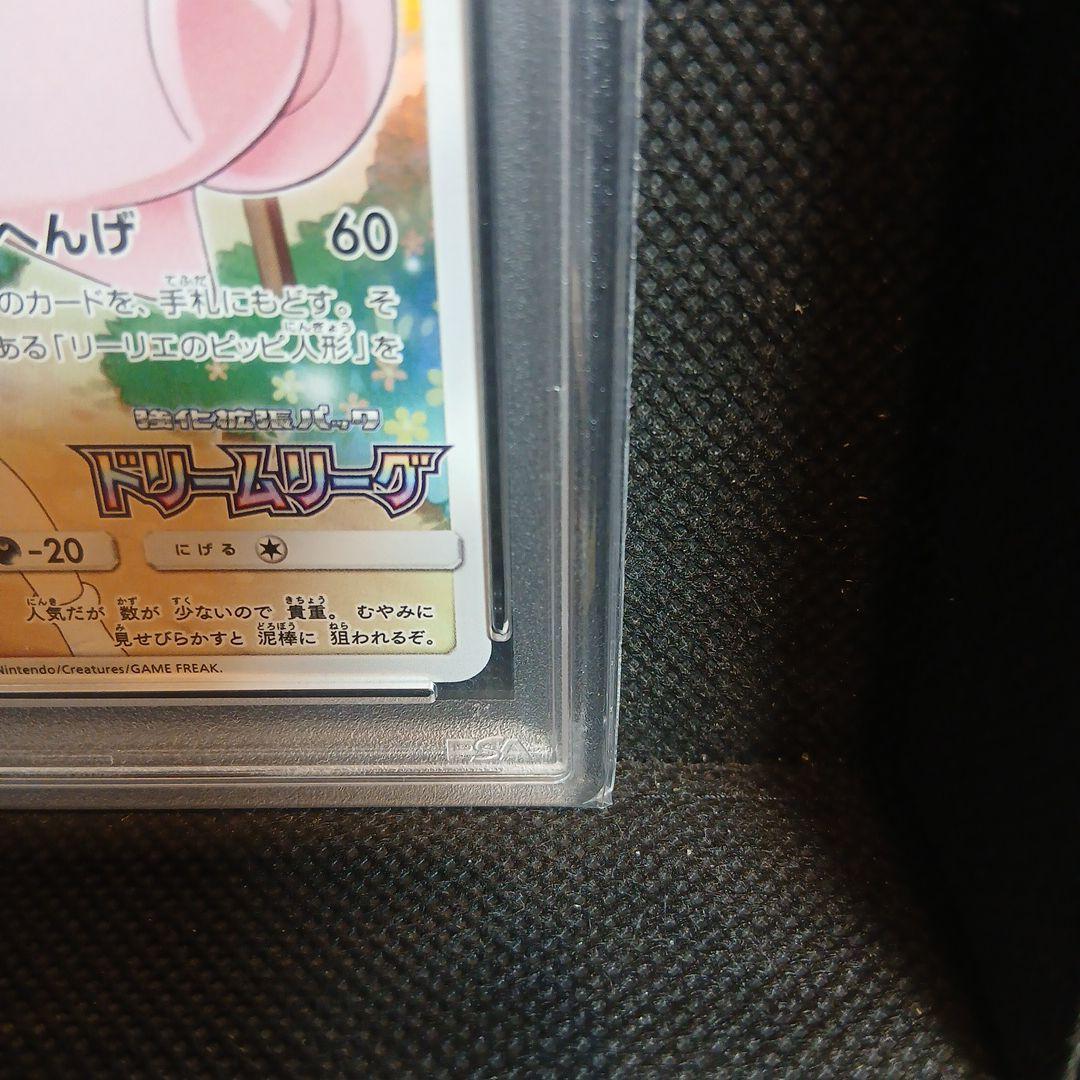 へんげ 60
のカードを、手札にもどす。そ
ある「リーリエのピッピ人形」を
強化拡張パック
ドリームリーグ
-20 にげる
人気だが 数が 少ないので 貴重。 むやみに
見せびらかすと 泥棒に 狙われるぞ。
Nintendo/Creatures/GAME FREAK.
PSA